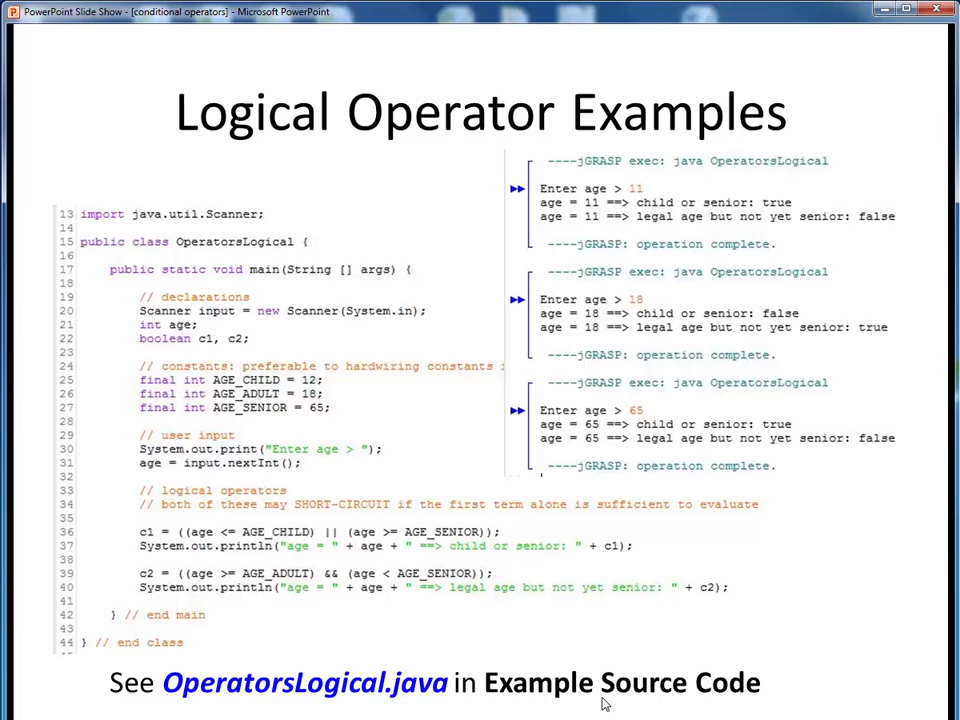 PowerPoint Slide Show - [conditional operators] - Microsoft PowerPoint
Logical Operator Examples
13 import java.util.Scanner;
14
15 public class OperatorsLogical {
16
17 public static void main(String [] args) {
18
19 // declarations
20 Scanner input = new Scanner(System.in);
21 int age;
22 boolean c1, c2;
23
24 // constants: preferable to hardwiring constants
25 final int AGE_CHILD = 12;
26 final int AGE_ADULT = 18;
27 final int AGE_SENIOR = 65;
28
29 // user input
30 System.out.print("Enter age > ");
31 age = input.nextInt();
32
33 // logical operators
34 // both of these may SHORT-CIRCUIT if the first term alone is sufficient to evaluate
35
36 c1 = ((age <= AGE_CHILD) || (age >= AGE_SENIOR));
37 System.out.println("age = " + age + " ==> child or senior: " + c1);
38
39 c2 = ((age >= AGE_ADULT) && (age < AGE_SENIOR));
40 System.out.println("age = " + age + " ==> legal age but not yet senior: " + c2);
41
42 } // end main
43
44 } // end class
----jGRASP exec: java OperatorsLogical
Enter age > 11
age = 11 ==> child or senior: true
age = 11 ==> legal age but not yet senior: false
----jGRASP: operation complete.
----jGRASP exec: java OperatorsLogical
Enter age > 18
age = 18 ==> child or senior: false
age = 18 ==> legal age but not yet senior: true
----jGRASP: operation complete.
----jGRASP exec: java OperatorsLogical
Enter age > 65
age = 65 ==> child or senior: true
age = 65 ==> legal age but not yet senior: false
----jGRASP: operation complete.
See OperatorsLogical.java in Example Source Code